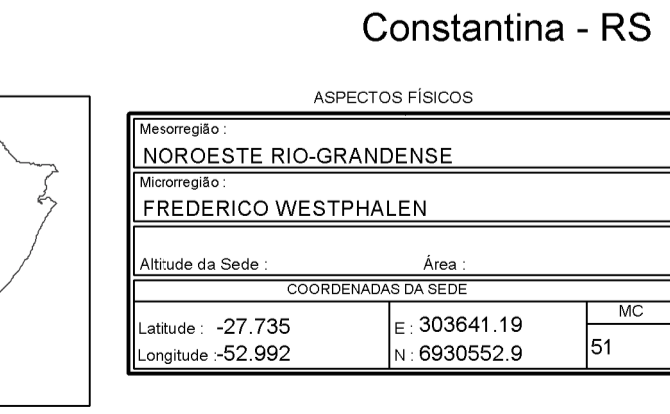 Constantina - RS
ASPECTOS FÍSICOS
Mesorregião :
NOROESTE RIO-GRANDENSE
Microrregião :
FREDERICO WESTPHALEN
Altitude da Sede : Área :
COORDENADAS DA SEDE
MC
Latitude : -27.735 E : 303641.19
51
Longitude :-52.992 N : 6930552.9